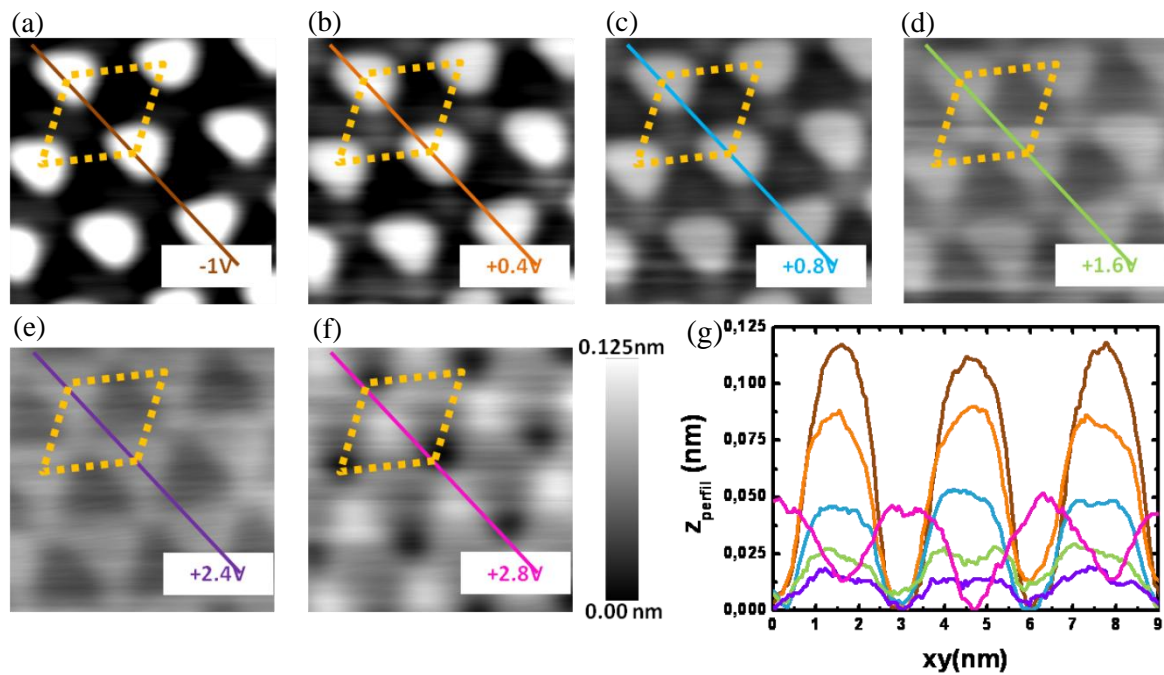 (a)
(b)
(c)
(d)
-1V
+0.4V
+0.8V
+1.6V
(e)
(f)
0.125nm
0.00 nm
+2.4V
+2.8V
(g)
0,125
0,100
0,075
0,050
0,025
0,000
z_perfil (nm)
0 1 2 3 4 5 6 7 8 9
xy(nm)